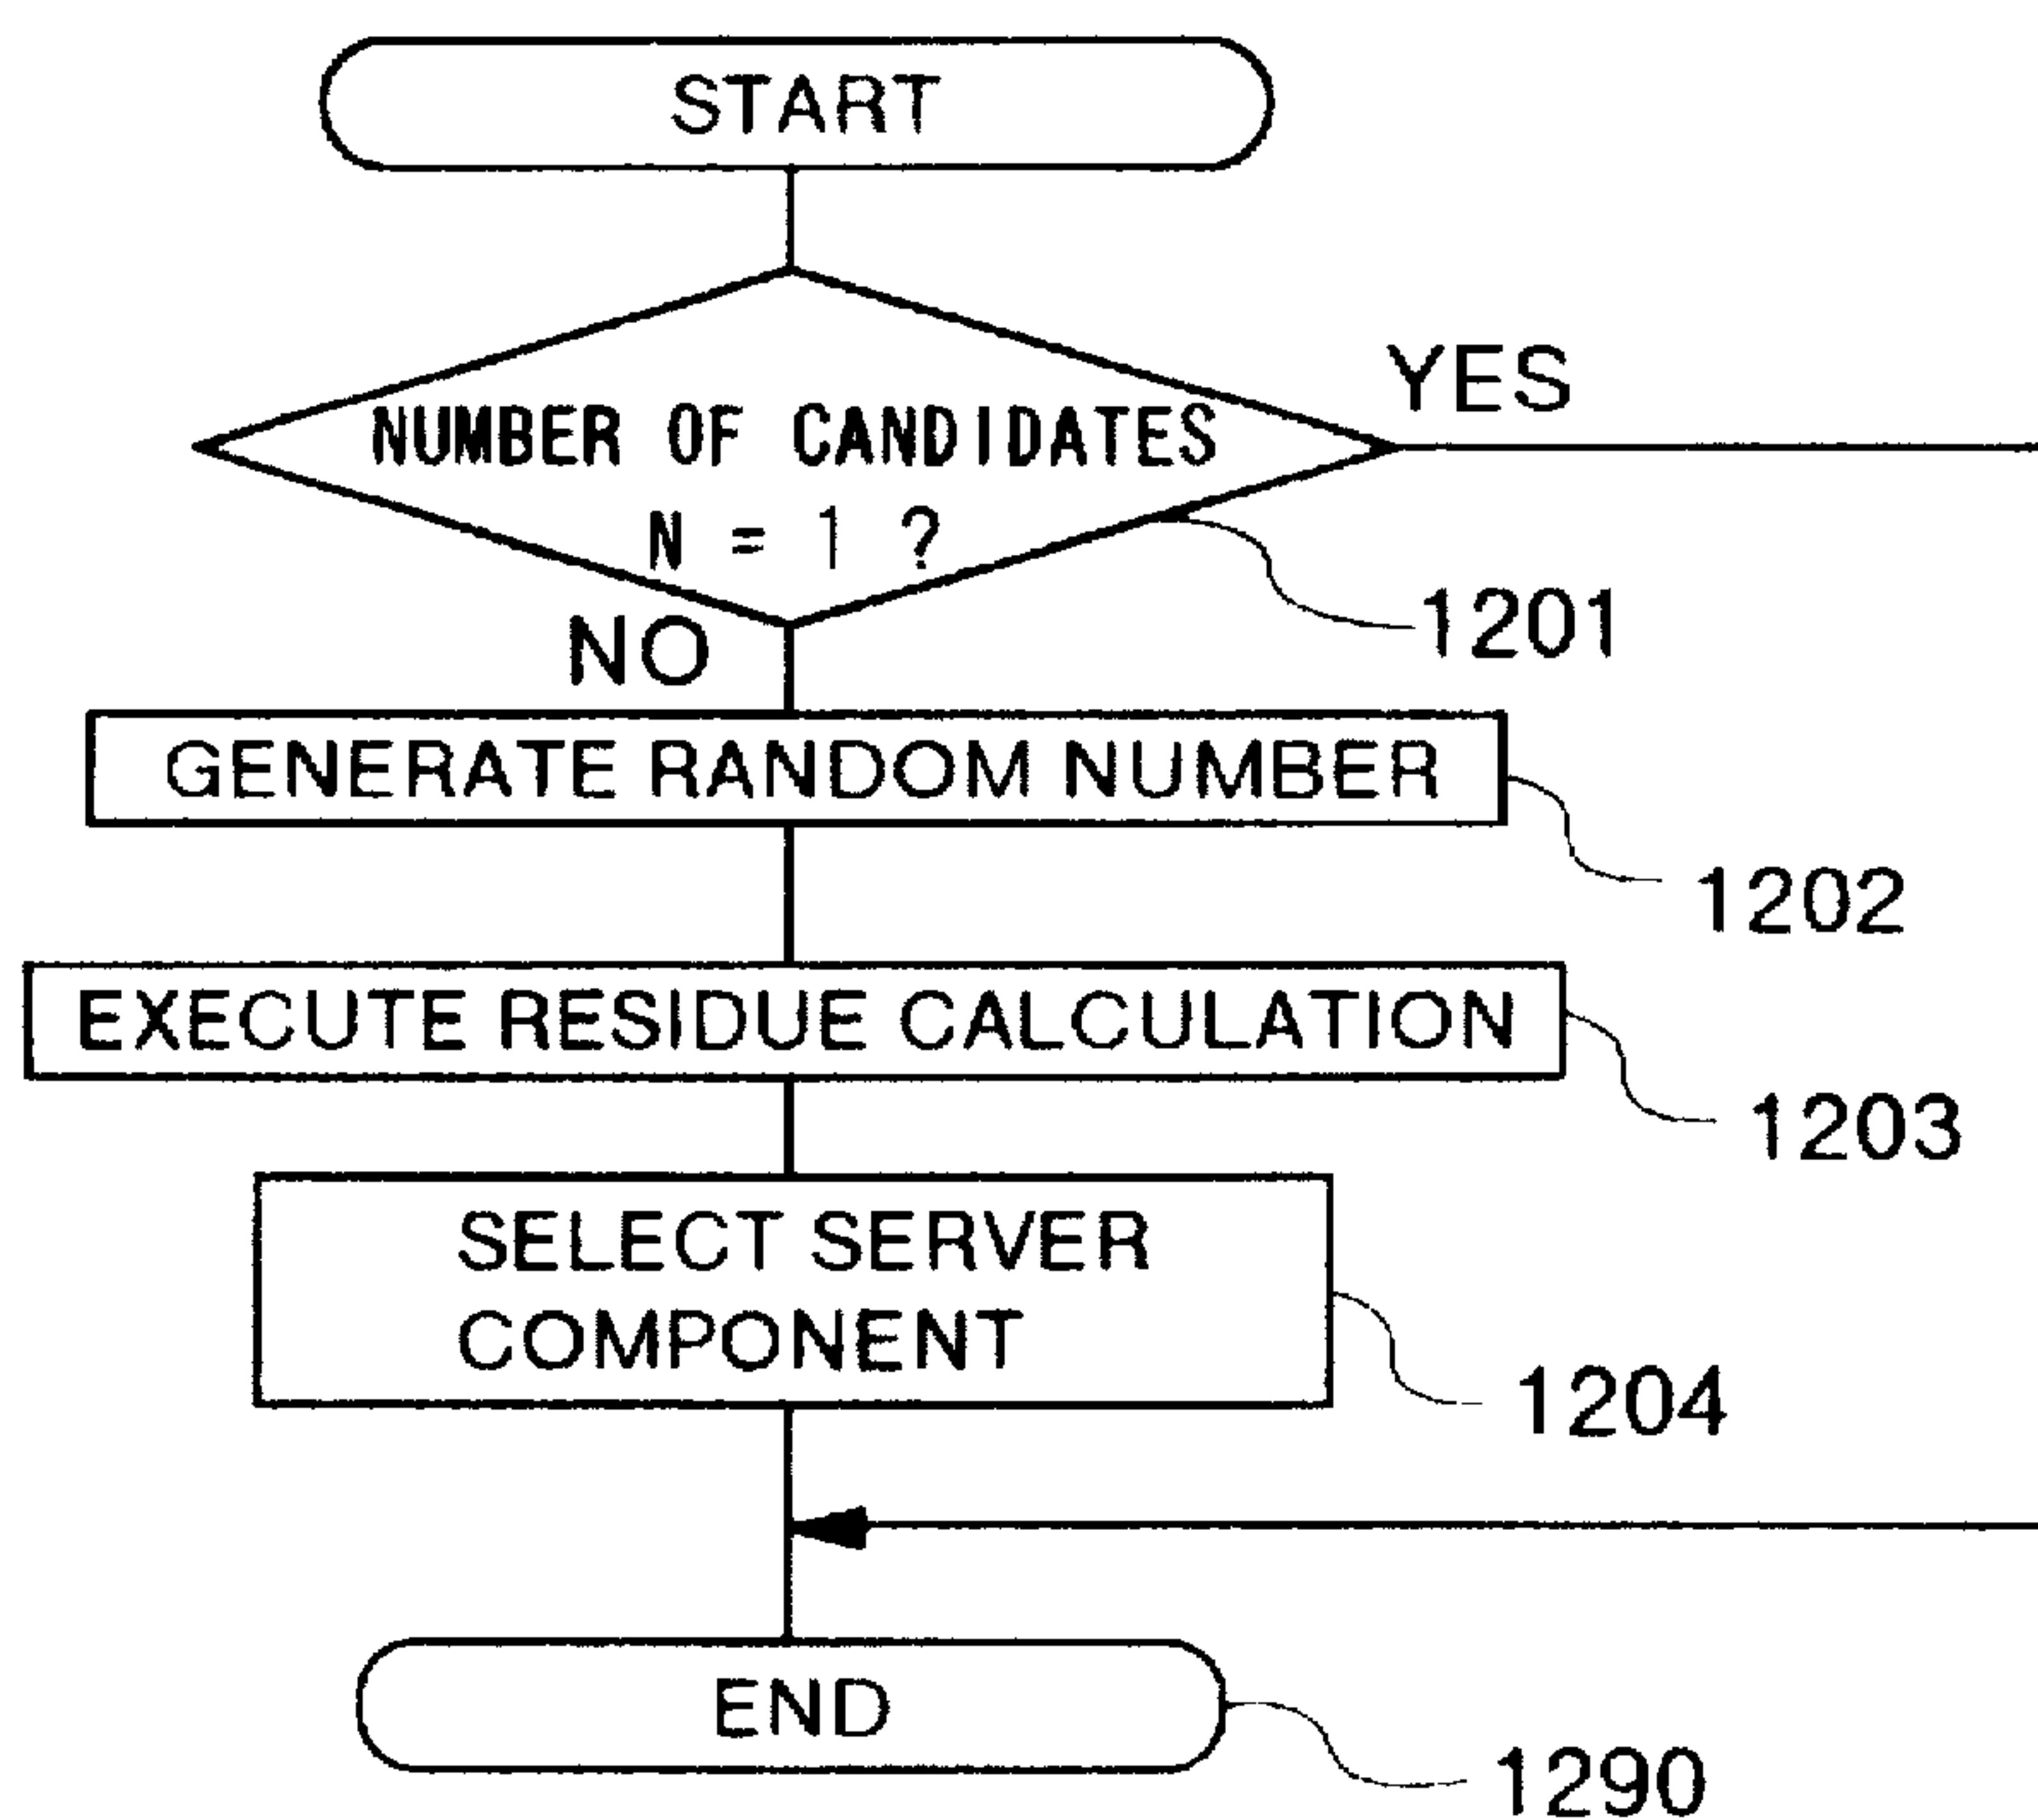 START
YES
NUMBER OF CANDIDATES
N = 1 ?
1201
NO
GENERATE RANDOM NUMBER
1202
EXECUTE RESIDUE CALCULATION
1203
SELECT SERVER
COMPONENT
1204
END
1290